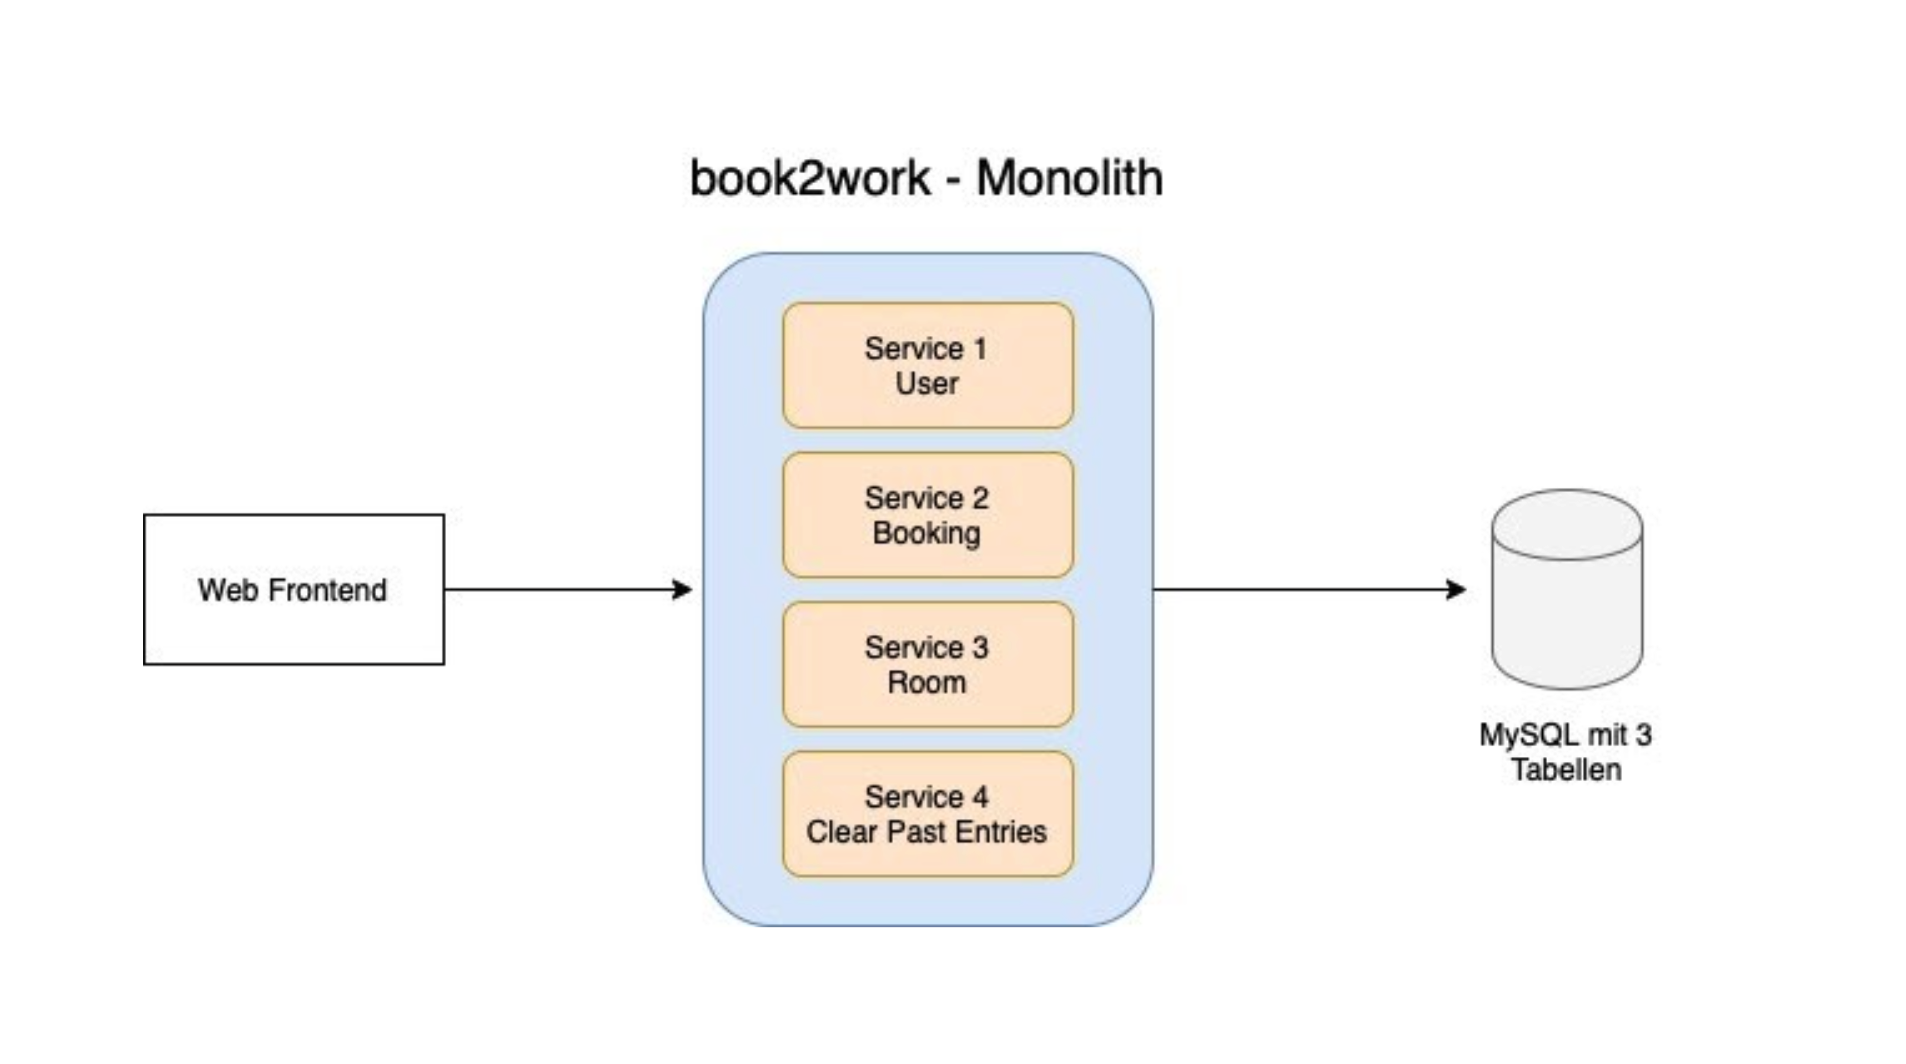 book2work - Monolith
Service 1
User
Service 2
Booking
Service 3
Room
Service 4
Clear Past Entries
Web Frontend
MySQL mit 3
Tabellen